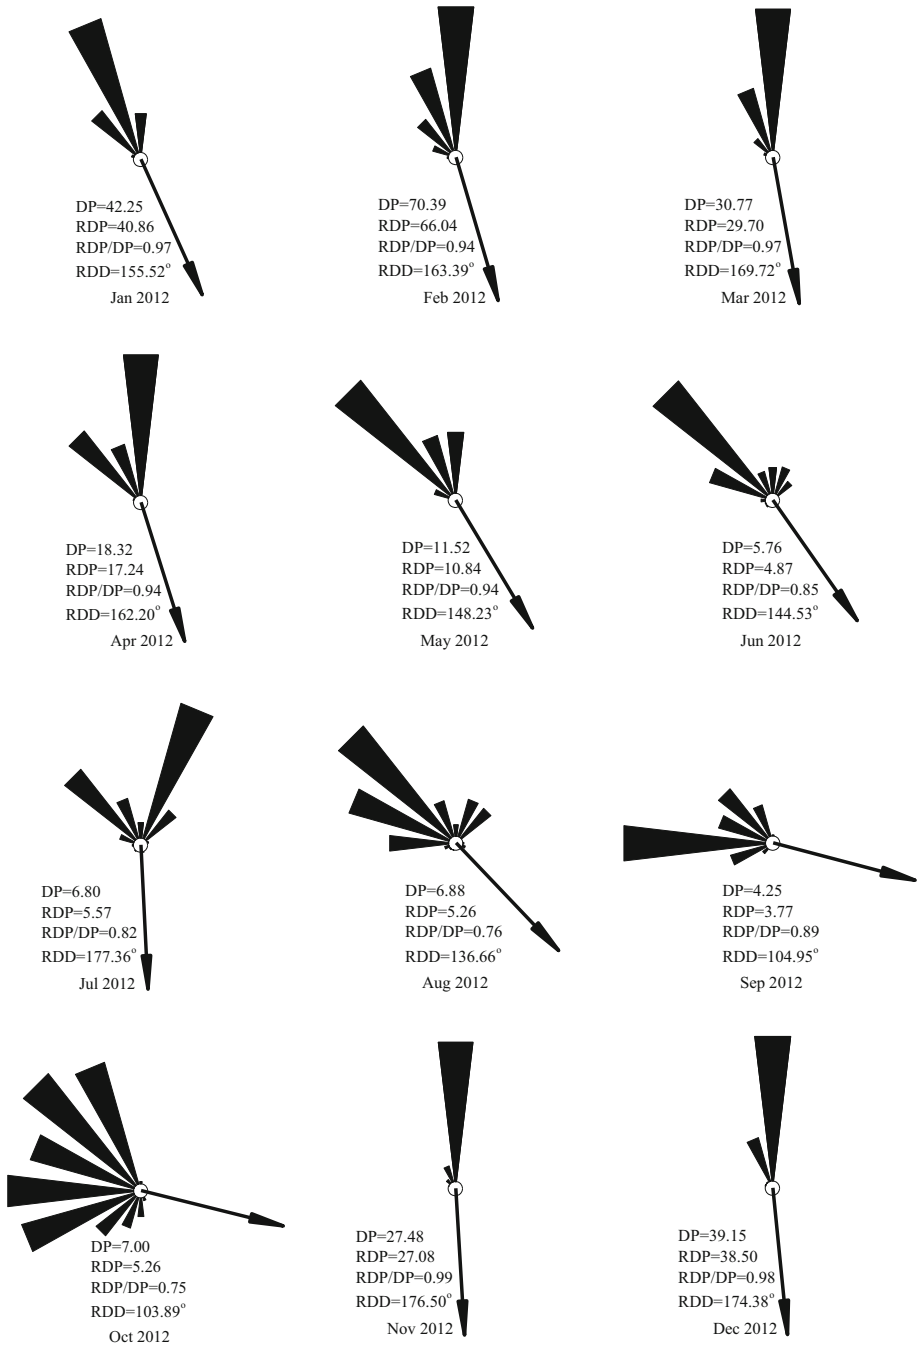 DP=42.25
RDP=40.86
RDP/DP=0.97
RDD=155.52°
Jan 2012
DP=70.39
RDP=66.04
RDP/DP=0.94
RDD=163.39°
Feb 2012
DP=30.77
RDP=29.70
RDP/DP=0.97
RDD=169.72°
Mar 2012
DP=18.32
RDP=17.24
RDP/DP=0.94
RDD=162.20°
Apr 2012
DP=11.52
RDP=10.84
RDP/DP=0.94
RDD=148.23°
May 2012
DP=5.76
RDP=4.87
RDP/DP=0.85
RDD=144.53°
Jun 2012
DP=6.80
RDP=5.57
RDP/DP=0.82
RDD=177.36°
Jul 2012
DP=6.88
RDP=5.26
RDP/DP=0.76
RDD=136.66°
Aug 2012
DP=4.25
RDP=3.77
RDP/DP=0.89
RDD=104.95°
Sep 2012
DP=7.00
RDP=5.26
RDP/DP=0.75
RDD=103.89°
Oct 2012
DP=27.48
RDP=27.08
RDP/DP=0.99
RDD=176.50°
Nov 2012
DP=39.15
RDP=38.50
RDP/DP=0.98
RDD=174.38°
Dec 2012